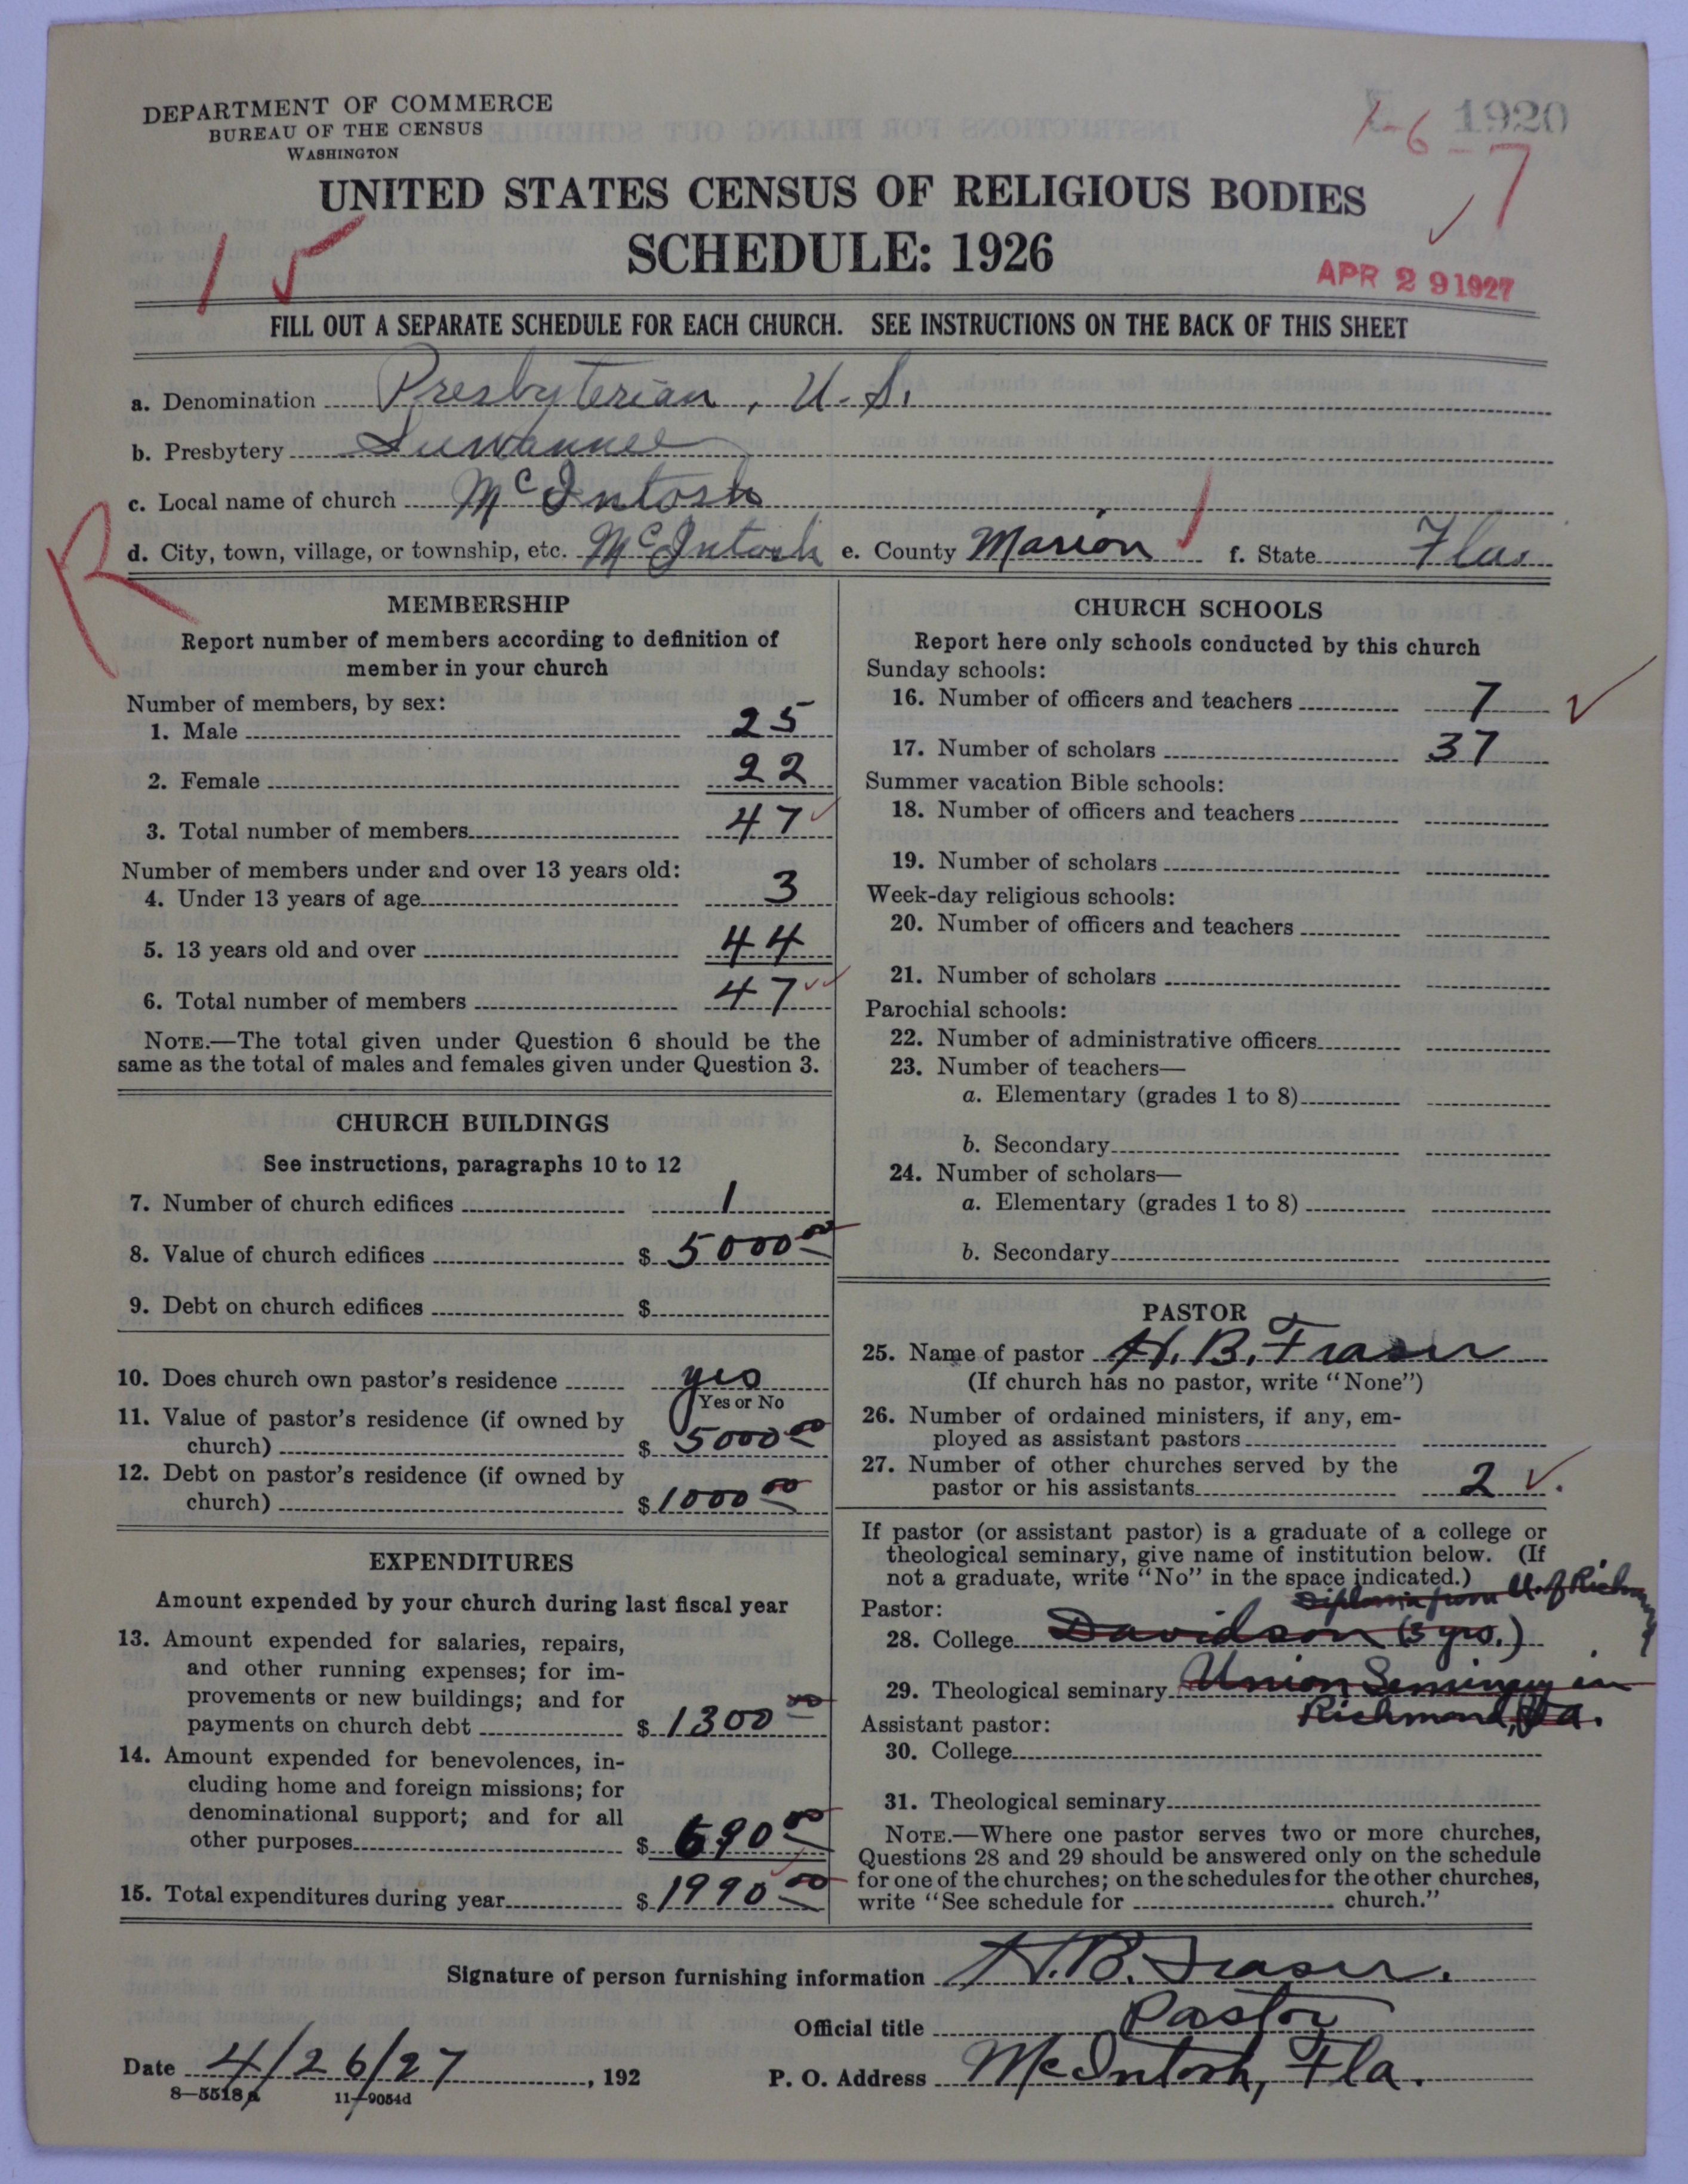 DEPARTMENT OF COMMERCE
BUREAU OF THE CENSUS
WASHINGTON
1920
1-6-7
UNITED STATES CENSUS OF RELIGIOUS BODIES
SCHEDULE: 1926
APR 29 1927
FILL OUT A SEPARATE SCHEDULE FOR EACH CHURCH. SEE INSTRUCTIONS ON THE BACK OF THIS SHEET
a. Denomination Presbyterian, U. S.
b. Presbytery Suwannee
c. Local name of church McIntosh
R
d. City, town, village, or township, etc. McIntosh e. County Marion f. State Fla.
MEMBERSHIP
Report number of members according to definition of
member in your church
Number of members, by sex:
1. Male 25
2. Female 22
3. Total number of members 47
Number of members under and over 13 years old:
4. Under 13 years of age 3
5. 13 years old and over 44
6. Total number of members 47
NOTE.—The total given under Question 6 should be the
same as the total of males and females given under Question 3.
CHURCH BUILDINGS
See instructions, paragraphs 10 to 12
7. Number of church edifices 1
8. Value of church edifices $ 5000 00
9. Debt on church edifices $
10. Does church own pastor's residence yes
Yes or No
11. Value of pastor's residence (if owned by
church) $ 5000 00
12. Debt on pastor's residence (if owned by
church) $ 1000 00
EXPENDITURES
Amount expended by your church during last fiscal year
13. Amount expended for salaries, repairs,
and other running expenses; for im-
provements or new buildings; and for
payments on church debt $ 1300 00
14. Amount expended for benevolences, in-
cluding home and foreign missions; for
denominational support; and for all
other purposes $ 690 00
15. Total expenditures during year $ 1990 00
CHURCH SCHOOLS
Report here only schools conducted by this church
Sunday schools:
16. Number of officers and teachers 7
17. Number of scholars 37
Summer vacation Bible schools:
18. Number of officers and teachers
19. Number of scholars
Week-day religious schools:
20. Number of officers and teachers
21. Number of scholars
Parochial schools:
22. Number of administrative officers
23. Number of teachers—
a. Elementary (grades 1 to 8)
b. Secondary
24. Number of scholars—
a. Elementary (grades 1 to 8)
b. Secondary
PASTOR
25. Name of pastor H. B. Fraser
(If church has no pastor, write "None")
26. Number of ordained ministers, if any, em-
ployed as assistant pastors
27. Number of other churches served by the
pastor or his assistants 2
If pastor (or assistant pastor) is a graduate of a college or
theological seminary, give name of institution below. (If
not a graduate, write "No" in the space indicated.)
Diploma from U. of Richm
Pastor:
28. College Davidson (3 yrs.)
29. Theological seminary Union Seminary in
Richmond, Va.
Assistant pastor:
30. College
31. Theological seminary
NOTE.—Where one pastor serves two or more churches,
Questions 28 and 29 should be answered only on the schedule
for one of the churches; on the schedules for the other churches,
write "See schedule for church."
Signature of person furnishing information H. B. Fraser.
Official title Pastor
Date 4/26/27, 192 P. O. Address McIntosh, Fla.
8—5518a 11—9054d